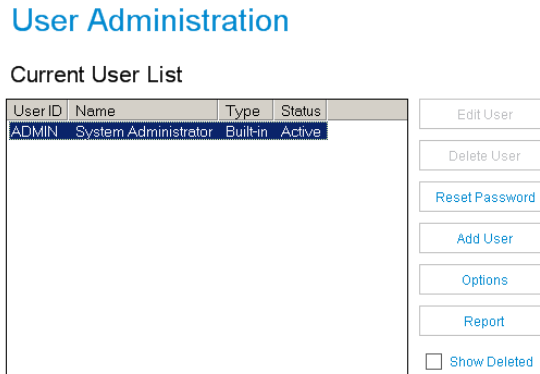 User Administration
Current User List
User ID Name Type Status
ADMIN System Administrator Built-in Active
Edit User
Delete User
Reset Password
Add User
Options
Report
Show Deleted